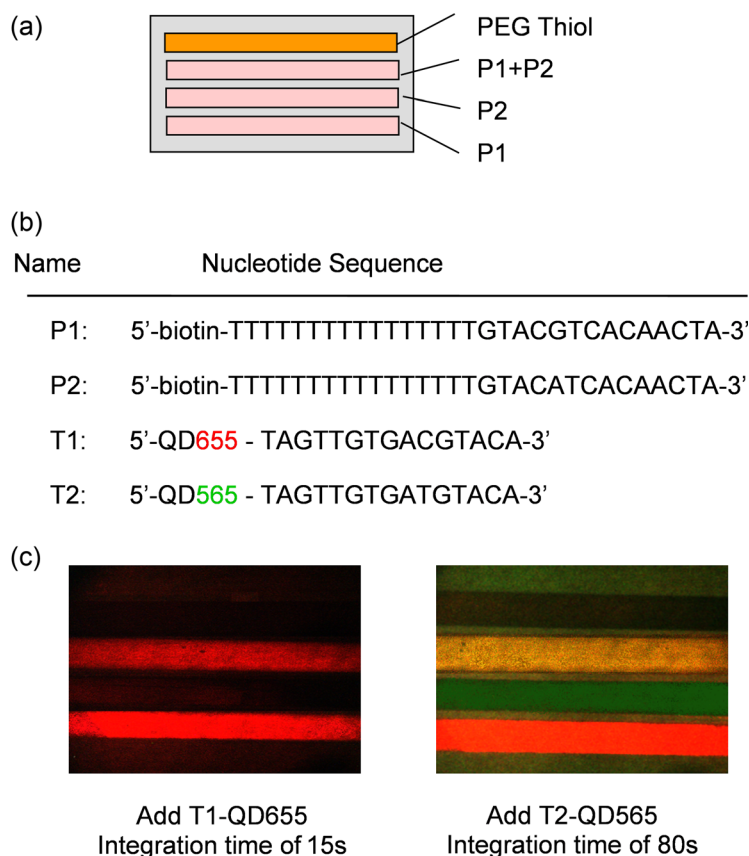 (a)
PEG Thiol
P1+P2
P2
P1
(b)
Name Nucleotide Sequence
P1: 5'-biotin-TTTTTTTTTTTTTTTTGTACGTCACAACTA-3'
P2: 5'-biotin-TTTTTTTTTTTTTTTTGTACATCACAACTA-3'
T1: 5'-QD655 - TAGTTGTGACGTACA-3'
T2: 5'-QD565 - TAGTTGTGATGTACA-3'
(c)
Add T1-QD655 Add T2-QD565
Integration time of 15s Integration time of 80s